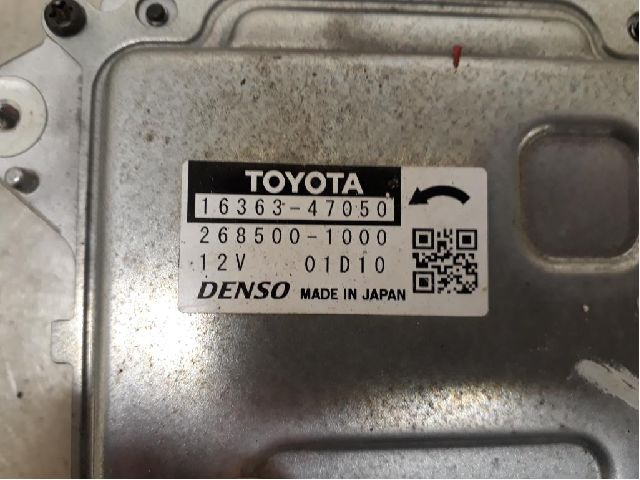 TOYOTA
16363-47050
268500-1000
12V 01D10
DENSO MADE IN JAPAN